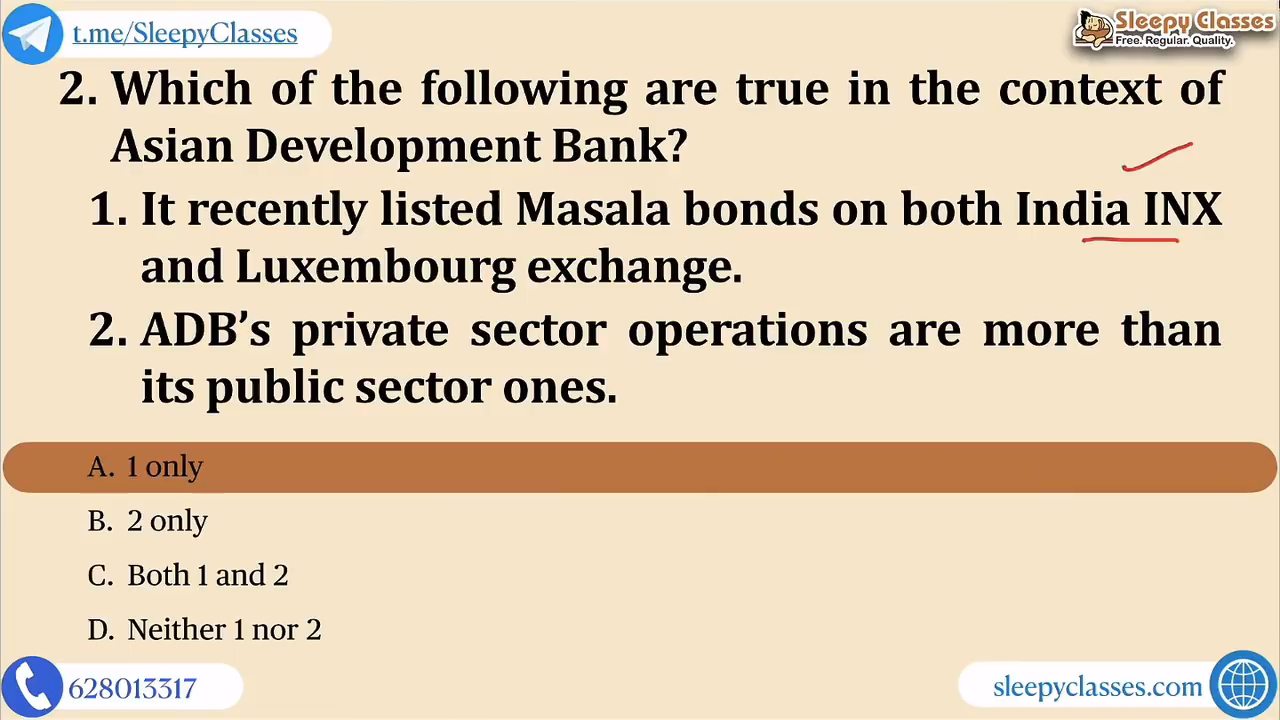 t.me/SleepyClasses
Sleepy Classes
Free. Regular. Quality.
2. Which of the following are true in the context of
Asian Development Bank?
1. It recently listed Masala bonds on both India INX
and Luxembourg exchange.
2. ADB’s private sector operations are more than
its public sector ones.
A. 1 only
B. 2 only
C. Both 1 and 2
D. Neither 1 nor 2
628013317
sleepyclasses.com